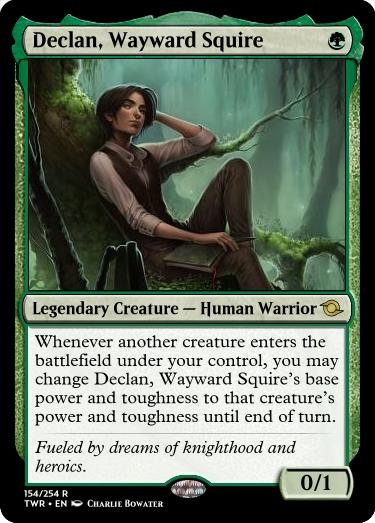 Declan, Wayward Squire
Legendary Creature — Human Warrior
Whenever another creature enters the
battlefield under your control, you may
change Declan, Wayward Squire's base
power and toughness to that creature's
power and toughness until end of turn.
Fueled by dreams of knighthood and
heroics.
0/1
154/254 R
TWR • EN Charlie Bowater